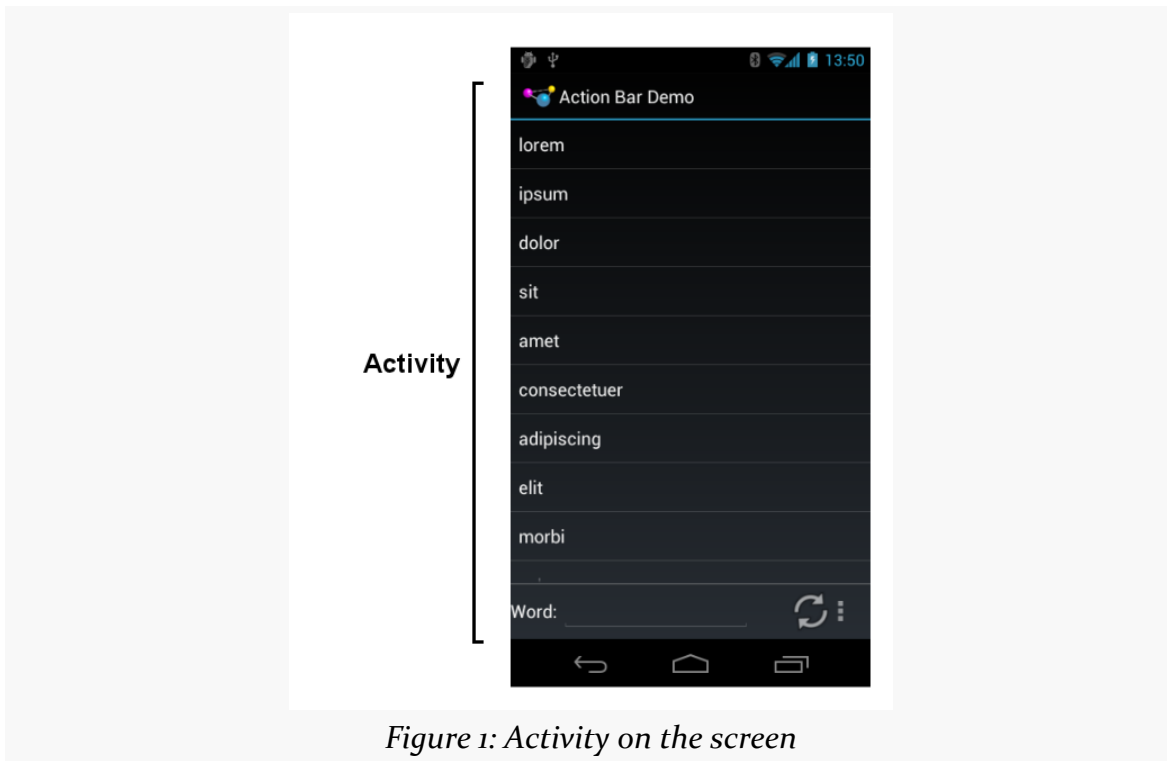 13:50
Action Bar Demo
lorem
ipsum
dolor
sit
amet
Activity
consectetuer
adipiscing
elit
morbi
Word:
Figure 1: Activity on the screen